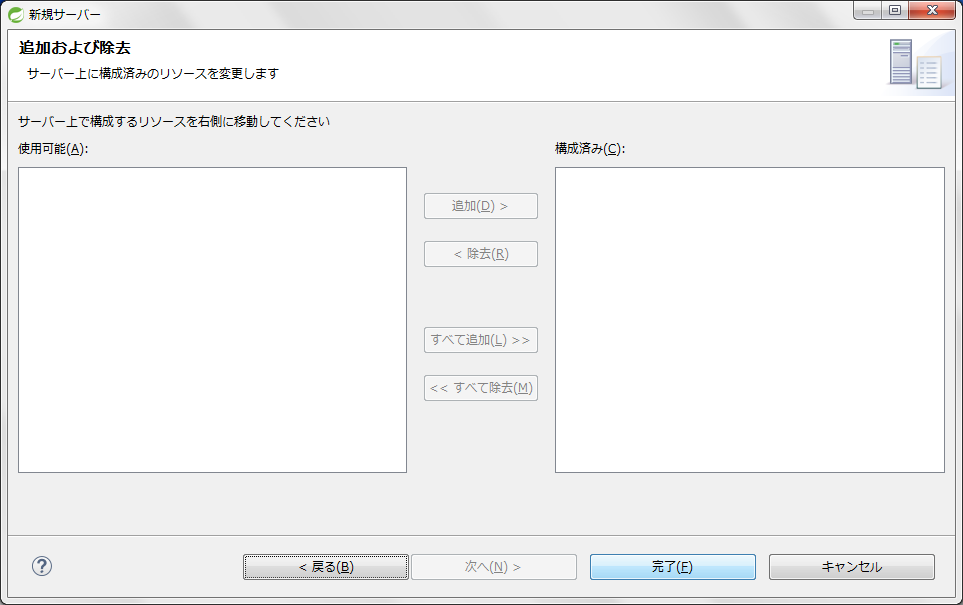 新規サーバー
追加および除去
サーバー上に構成済みのリソースを変更します
サーバー上で構成するリソースを右側に移動してください
使用可能(A):
構成済み(C):
追加(D) >
< 除去(R)
すべて追加(L) >>
<< すべて除去(M)
?
< 戻る(B)
次へ(N) >
完了(F)
キャンセル